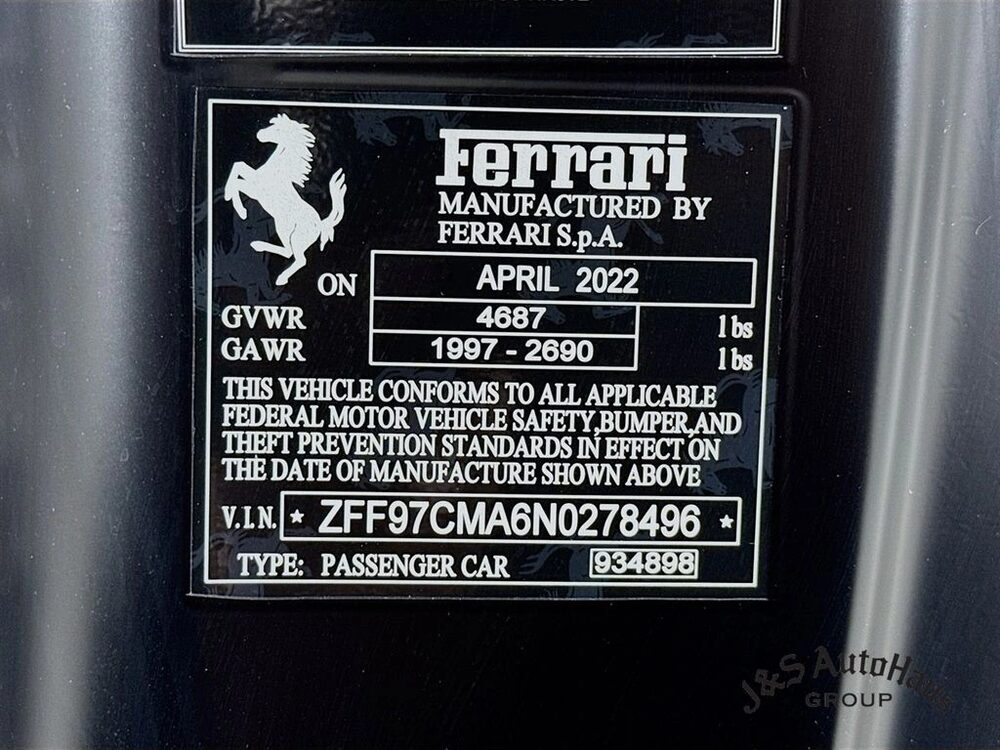 Ferrari
MANUFACTURED BY
FERRARI S.p.A.
ON APRIL 2022
GVWR 4687 lbs
GAWR 1997 - 2690 lbs
THIS VEHICLE CONFORMS TO ALL APPLICABLE
FEDERAL MOTOR VEHICLE SAFETY,BUMPER,AND
THEFT PREVENTION STANDARDS IN EFFECT ON
THE DATE OF MANUFACTURE SHOWN ABOVE
V.I.N. * ZFF97CMA6N0278496 *
TYPE: PASSENGER CAR 934898
J&S AutoHaus
GROUP